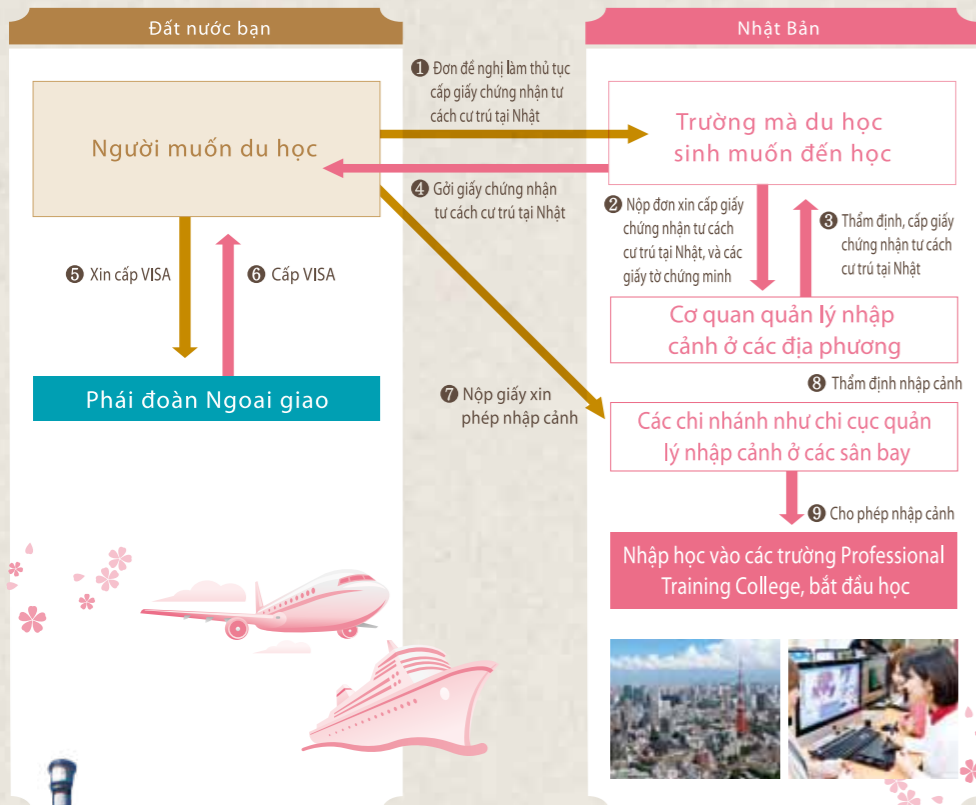 Đất nước bạn
Nhật Bản
❶ Đơn đề nghị làm thủ tục
cấp giấy chứng nhận tư
cách cư trú tại Nhật
Người muốn du học
Trường mà du học
sinh muốn đến học
❹ Gởi giấy chứng nhận
tư cách cư trú tại Nhật
❷ Nộp đơn xin cấp giấy
chứng nhận tư cách
cư trú tại Nhật, và các
giấy tờ chứng minh
❸ Thẩm định, cấp giấy
chứng nhận tư cách
cư trú tại Nhật
❺ Xin cấp VISA
❻ Cấp VISA
Cơ quan quản lý nhập
cảnh ở các địa phương
Phái đoàn Ngoai giao
❼ Nộp giấy xin
phép nhập cảnh
❽ Thẩm định nhập cảnh
Các chi nhánh như chi cục quản
lý nhập cảnh ở các sân bay
❾ Cho phép nhập cảnh
Nhập học vào các trường Professional
Training College, bắt đầu học